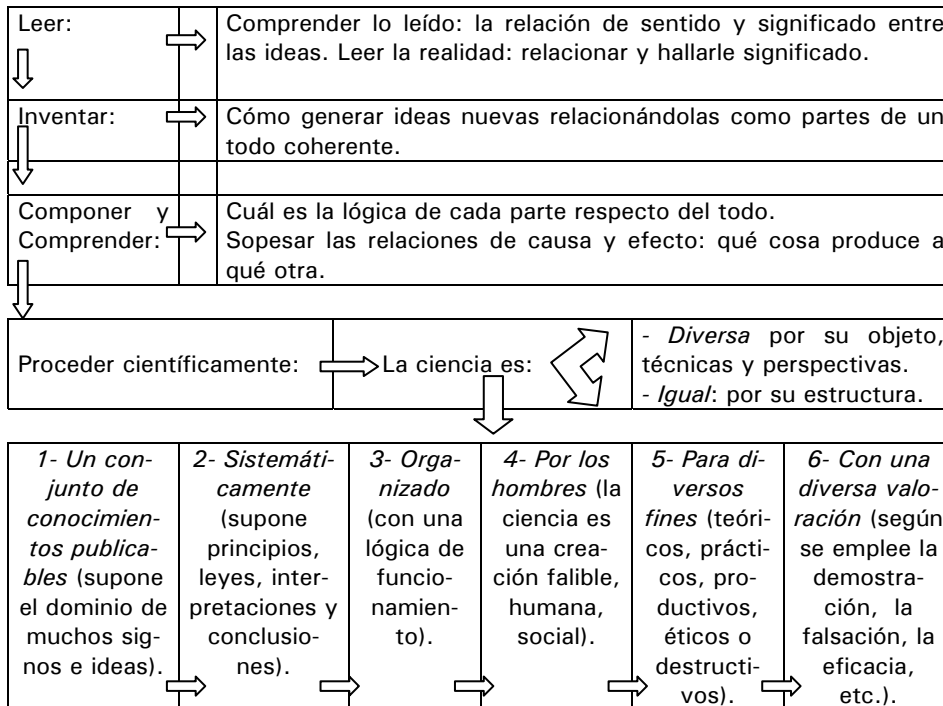 Leer:
Comprender lo leído: la relación de sentido y significado entre
las ideas. Leer la realidad: relacionar y hallarle significado.
Inventar:
Cómo generar ideas nuevas relacionándolas como partes de un
todo coherente.
Componer y
Comprender:
Cuál es la lógica de cada parte respecto del todo.
Sopesar las relaciones de causa y efecto: qué cosa produce a
qué otra.
Proceder científicamente:
La ciencia es:
- Diversa por su objeto,
técnicas y perspectivas.
- Igual: por su estructura.
1- Un con-
junto de
conocimien-
tos publica-
bles (supone
el dominio de
muchos sig-
nos e ideas).
2- Sistemáti-
camente
(supone
principios,
leyes, inter-
pretaciones y
conclusio-
nes).
3- Orga-
nizado
(con una
lógica de
funcio-
namien-
to).
4- Por los
hombres (la
ciencia es
una crea-
ción falible,
humana,
social).
5- Para di-
versos
fines (teóri-
cos, prácti-
cos, pro-
ductivos,
éticos o
destructi-
vos).
6- Con una
diversa valo-
ración (según
se emplee la
demostra-
ción, la
falsación, la
eficacia,
etc.).